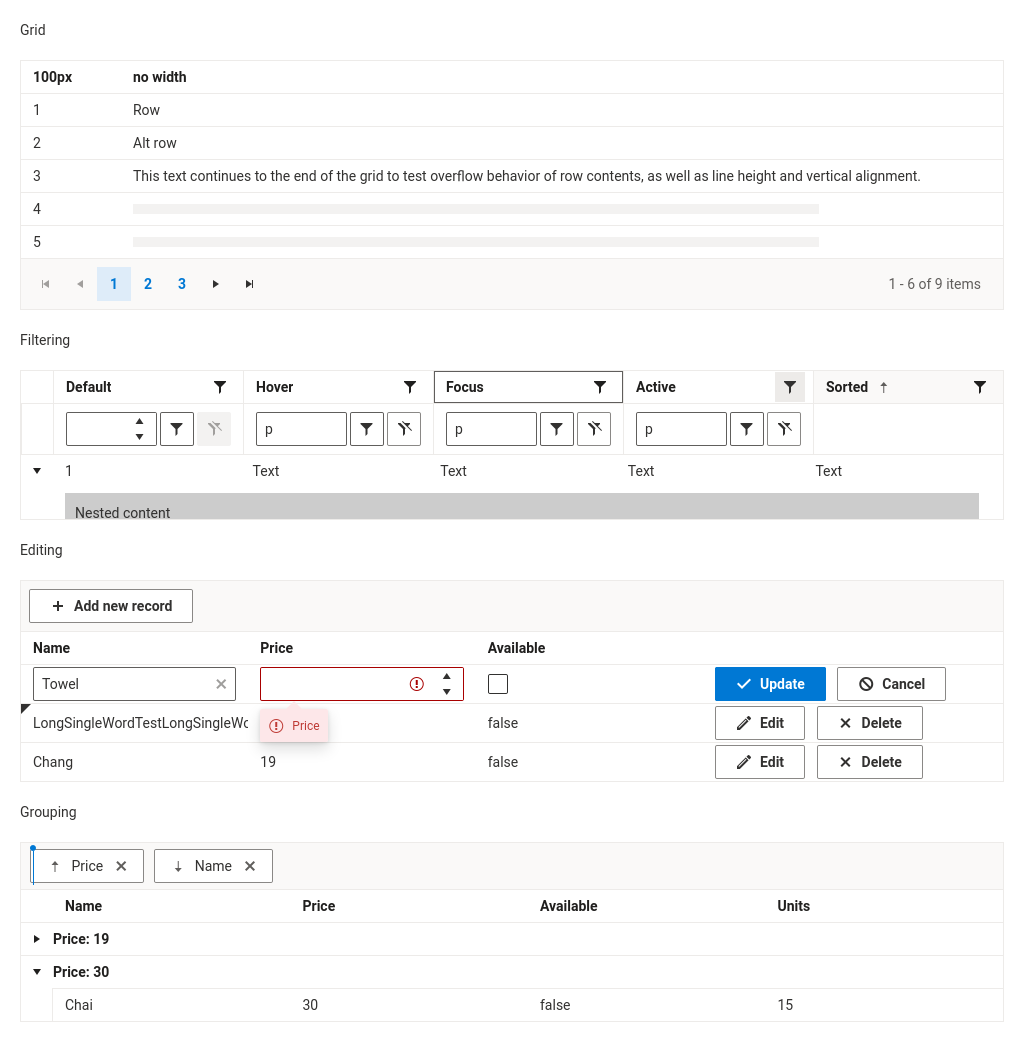 Grid
100px no width
1 Row
2 Alt row
3 This text continues to the end of the grid to test overflow behavior of row contents, as well as line height and vertical alignment.
4
5
1 2 3 1 - 6 of 9 items
Filtering
Default Hover Focus Active Sorted ↑
p p p
1 Text Text Text Text
Nested content
Editing
+ Add new record
Name Price Available
Towel Update Cancel
LongSingleWordTestLongSingleWo false Edit Delete
Price
Chang 19 false Edit Delete
Grouping
↑ Price ↓ Name
Name Price Available Units
Price: 19
Price: 30
Chai 30 false 15